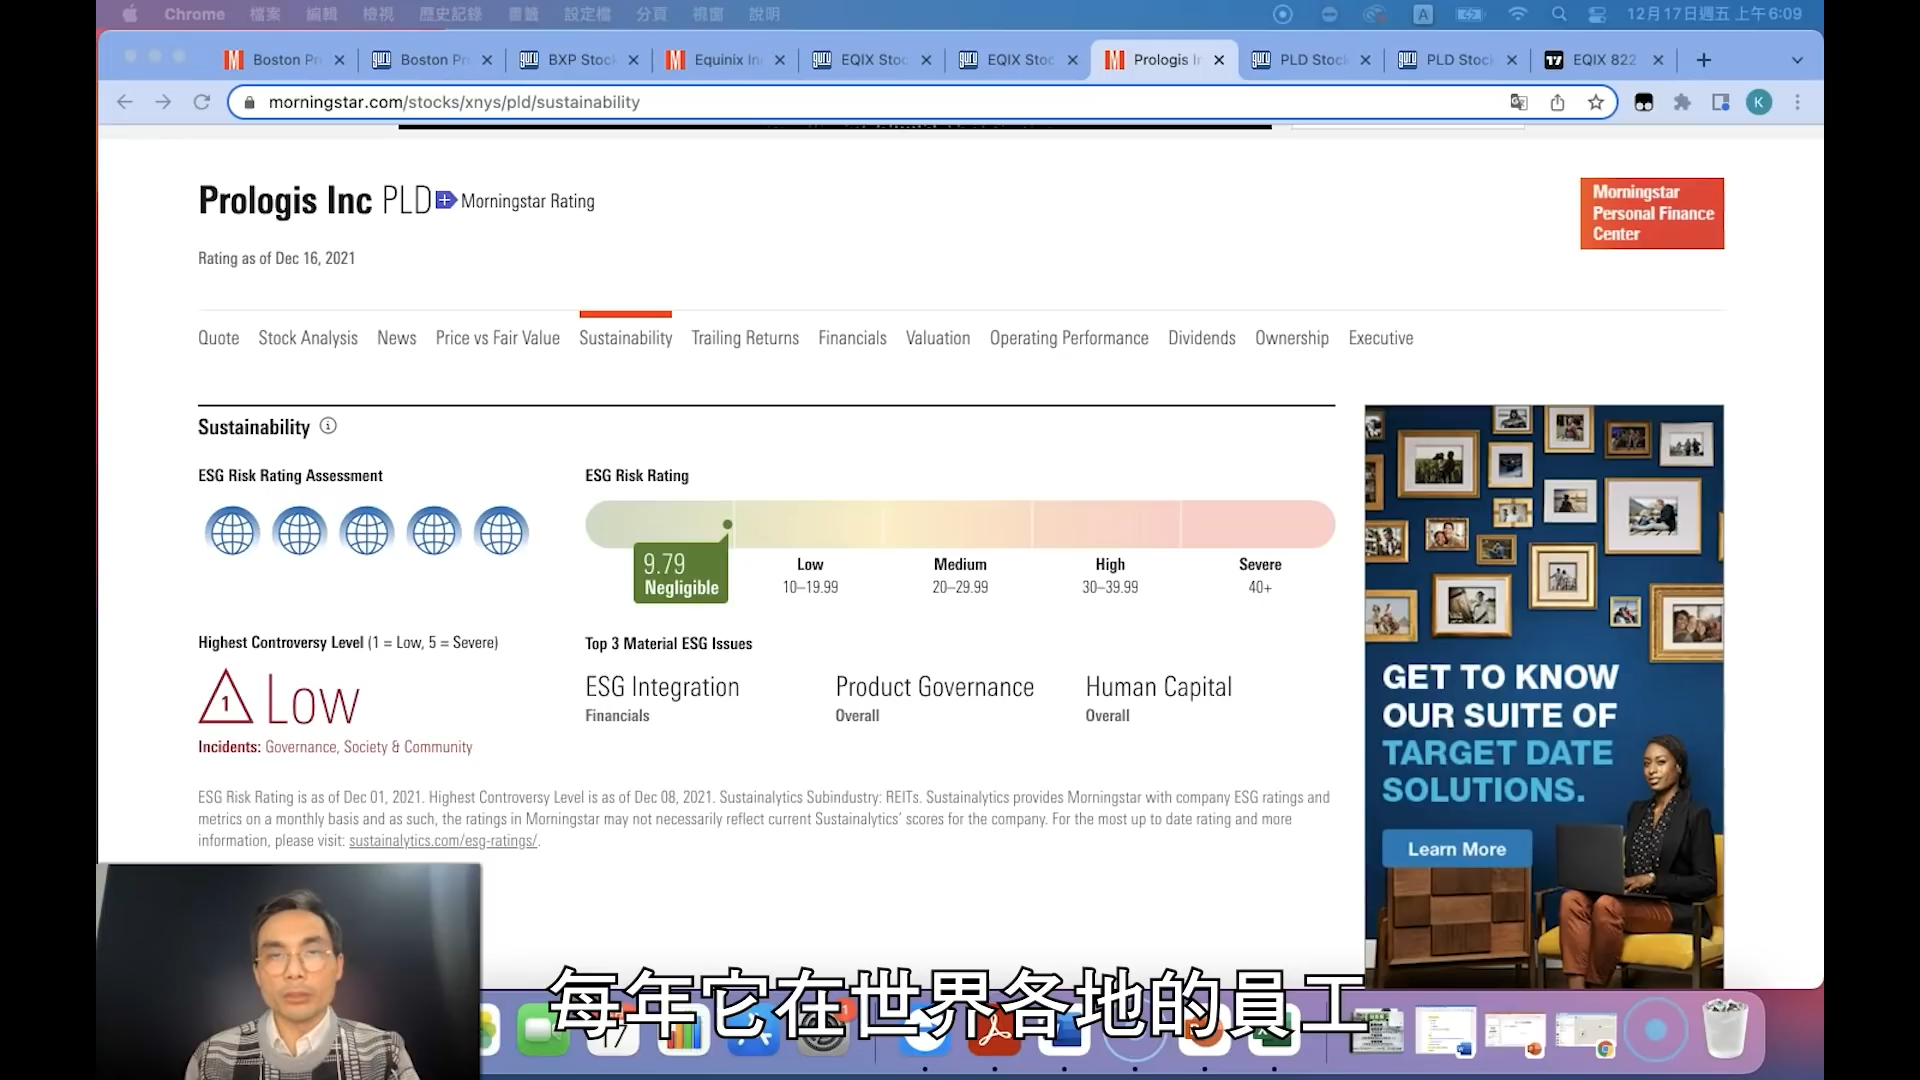 Chrome 檔案 編輯 檢視 歷史記錄 書籤 設定檔 分頁 視窗 說明 A 12月17日週五 上午6:09
Boston Pr Boston Pr BXP Stock Equinix In EQIX Stoc EQIX Stoc Prologis In PLD Stock PLD Stock EQIX 822
morningstar.com/stocks/xnys/pld/sustainability K
Prologis Inc PLD Morningstar Rating
Morningstar
Personal Finance
Center
Rating as of Dec 16, 2021
Quote Stock Analysis News Price vs Fair Value Sustainability Trailing Returns Financials Valuation Operating Performance Dividends Ownership Executive
Sustainability
ESG Risk Rating Assessment
ESG Risk Rating
9.79
Negligible
Low
10–19.99
Medium
20–29.99
High
30–39.99
Severe
40+
Highest Controversy Level (1 = Low, 5 = Severe)
1 Low
Incidents: Governance, Society & Community
Top 3 Material ESG Issues
ESG Integration
Financials
Product Governance
Overall
Human Capital
Overall
ESG Risk Rating is as of Dec 01, 2021. Highest Controversy Level is as of Dec 08, 2021. Sustainalytics Subindustry: REITs. Sustainalytics provides Morningstar with company ESG ratings and
metrics on a monthly basis and as such, the ratings in Morningstar may not necessarily reflect current Sustainalytics’ scores for the company. For the most up to date rating and more
information, please visit: sustainalytics.com/esg-ratings/.
GET TO KNOW
OUR SUITE OF
TARGET DATE
SOLUTIONS.
Learn More
每年它在世界各地的員工